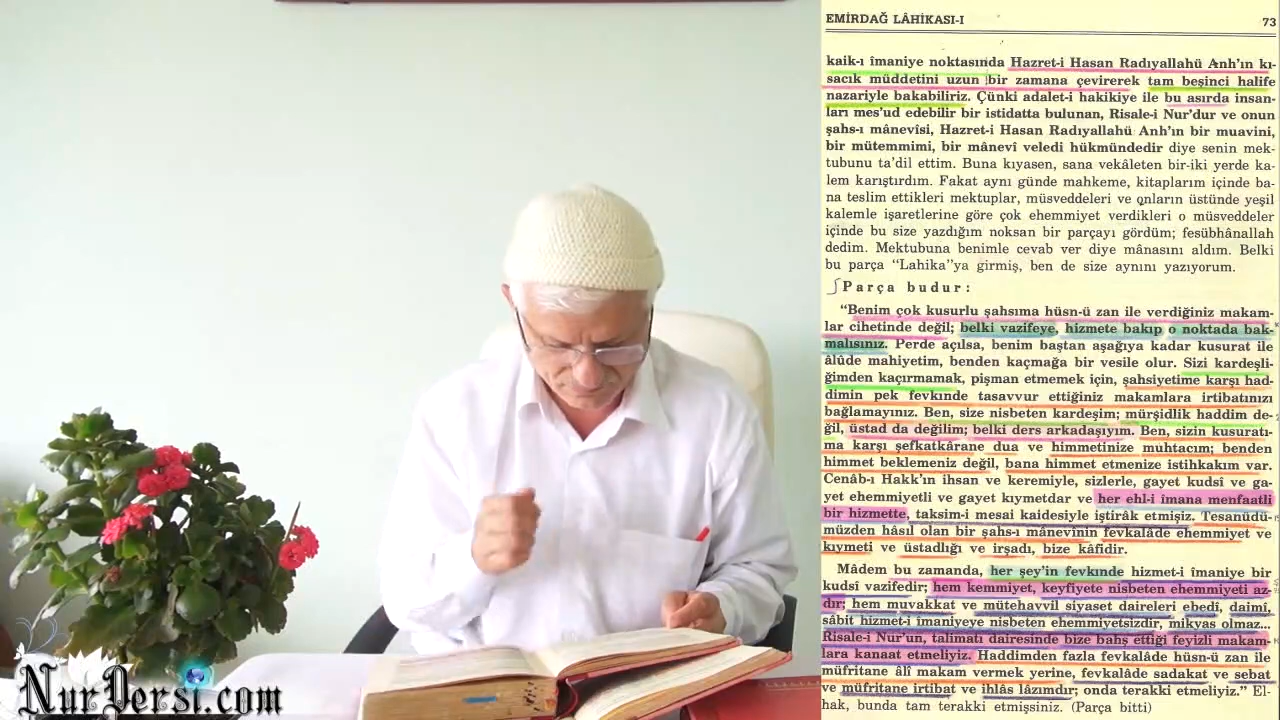 EMİRDAĞ LÂHİKASI-I 73
kaik-ı îmaniye noktasında Hazret-i Hasan Radıyallahü Anh'ın kı-
sacık müddetini uzun bir zamana çevirerek tam beşinci halife
nazariyle bakabiliriz. Çünki adalet-i hakikiye ile bu asırda insan-
ları mes'ud edebilir bir istidatta bulunan, Risale-i Nur'dur ve onun
şahs-ı mânevîsi, Hazret-i Hasan Radıyallahü Anh'ın bir muavini,
bir mütemmimi, bir mânevî veledi hükmündedir diye senin mek-
tubunu ta'dil ettim. Buna kıyasen, sana vekâleten bir-iki yerde ka-
lem karıştırdım. Fakat aynı günde mahkeme, kitaplarım içinde ba-
na teslim ettikleri mektuplar, müsveddeleri ve onların üstünde yeşil
kalemle işaretlerine göre çok ehemmiyet verdikleri o müsveddeler
içinde bu size yazdığım noksan bir parçayı gördüm; fesübhânallah
dedim. Mektubuna benimle cevab ver diye mânasını aldım. Belki
bu parça "Lahika"ya girmiş, ben de size aynını yazıyorum.
Parça budur:
"Benim çok kusurlu şahsıma hüsn-ü zan ile verdiğiniz makam-
lar cihetinde değil; belki vazifeye, hizmete bakıp o noktada bak-
malısınız. Perde açılsa, benim baştan aşağıya kadar kusurat ile
âlûde mahiyetim, benden kaçmağa bir vesile olur. Sizi kardeşli-
ğimden kaçırmamak, pişman etmemek için, şahsiyetime karşı had-
dimin pek fevkınde tasavvur ettiğiniz makamlara irtibatınızı
bağlamayınız. Ben, size nisbeten kardeşim; mürşidlik haddim de-
ğil, üstad da değilim; belki ders arkadaşıyım. Ben, sizin kusuratı-
ma karşı şefkatkârane dua ve himmetinize muhtacım; benden
himmet beklemeniz değil, bana himmet etmenize istihkakım var.
Cenâb-ı Hakk'ın ihsan ve keremiyle, sizlerle, gayet kudsî ve ga-
yet ehemmiyetli ve gayet kıymetdar ve her ehl-i îmana menfaatli
bir hizmette, taksim-i mesai kaidesiyle iştirâk etmişiz. Tesanüdü-
müzden hâsıl olan bir şahs-ı mânevînin fevkalâde ehemmiyet ve
kıymeti ve üstadlığı ve irşadı, bize kâfidir.
Mâdem bu zamanda, her şey'in fevkınde hizmet-i îmaniye bir
kudsî vazifedir; hem kemmiyet, keyfiyete nisbeten ehemmiyeti az-
dır; hem muvakkat ve mütehavvil siyaset daireleri ebedî, daimî,
sâbit hizmet-i îmaniyeye nisbeten ehemmiyetsizdir, mikyas olmaz...
Risale-i Nur'un, talimatı dairesinde bize bahş ettiği feyizli makam-
lara kanaat etmeliyiz. Haddimden fazla fevkalâde hüsn-ü zan ile
müfritane âlî makam vermek yerine, fevkalâde sadakat ve sebat
ve müfritane irtibat ve ihlâs lâzımdır; onda terakki etmeliyiz." El-
hak, bunda tam terakki etmişsiniz. (Parça bitti)
NurDersi.com